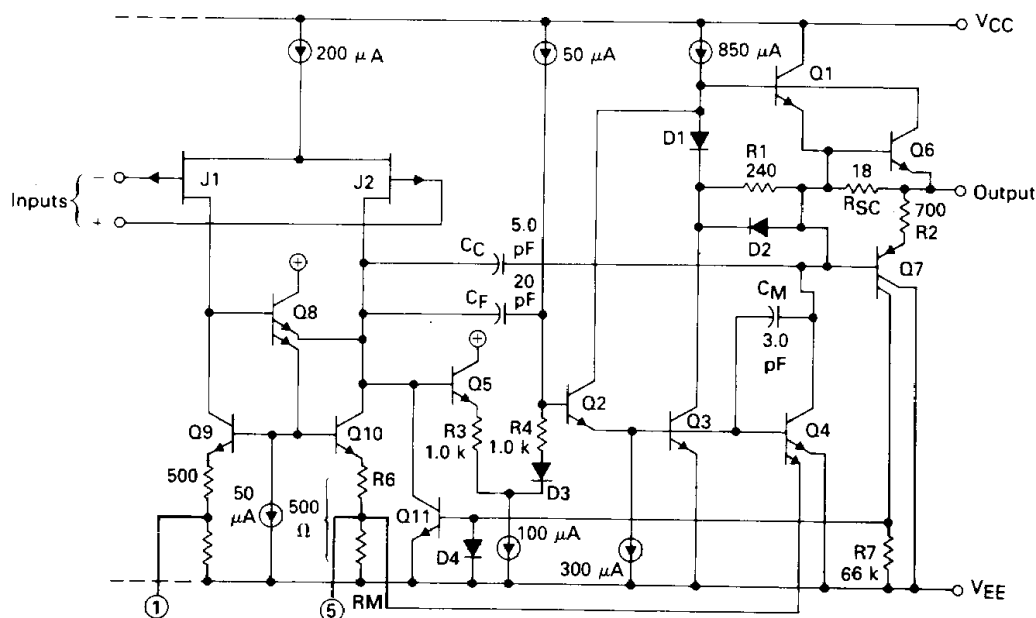 VCC
200 μA
50 μA
850 μA
Q1
D1
R1
240
Q6
18
RSC
Output
700
R2
D2
Q7
Inputs
−
+
J1
J2
5.0
pF
CC
20
pF
CF
CM
3.0
pF
+
Q8
+
Q5
Q2
Q3
Q4
R3
1.0 k
R4
1.0 k
D3
Q9
Q10
500
R6
50
μA
500
Ω
Q11
D4
100 μA
300 μA
R7
66 k
1
5
RM
VEE